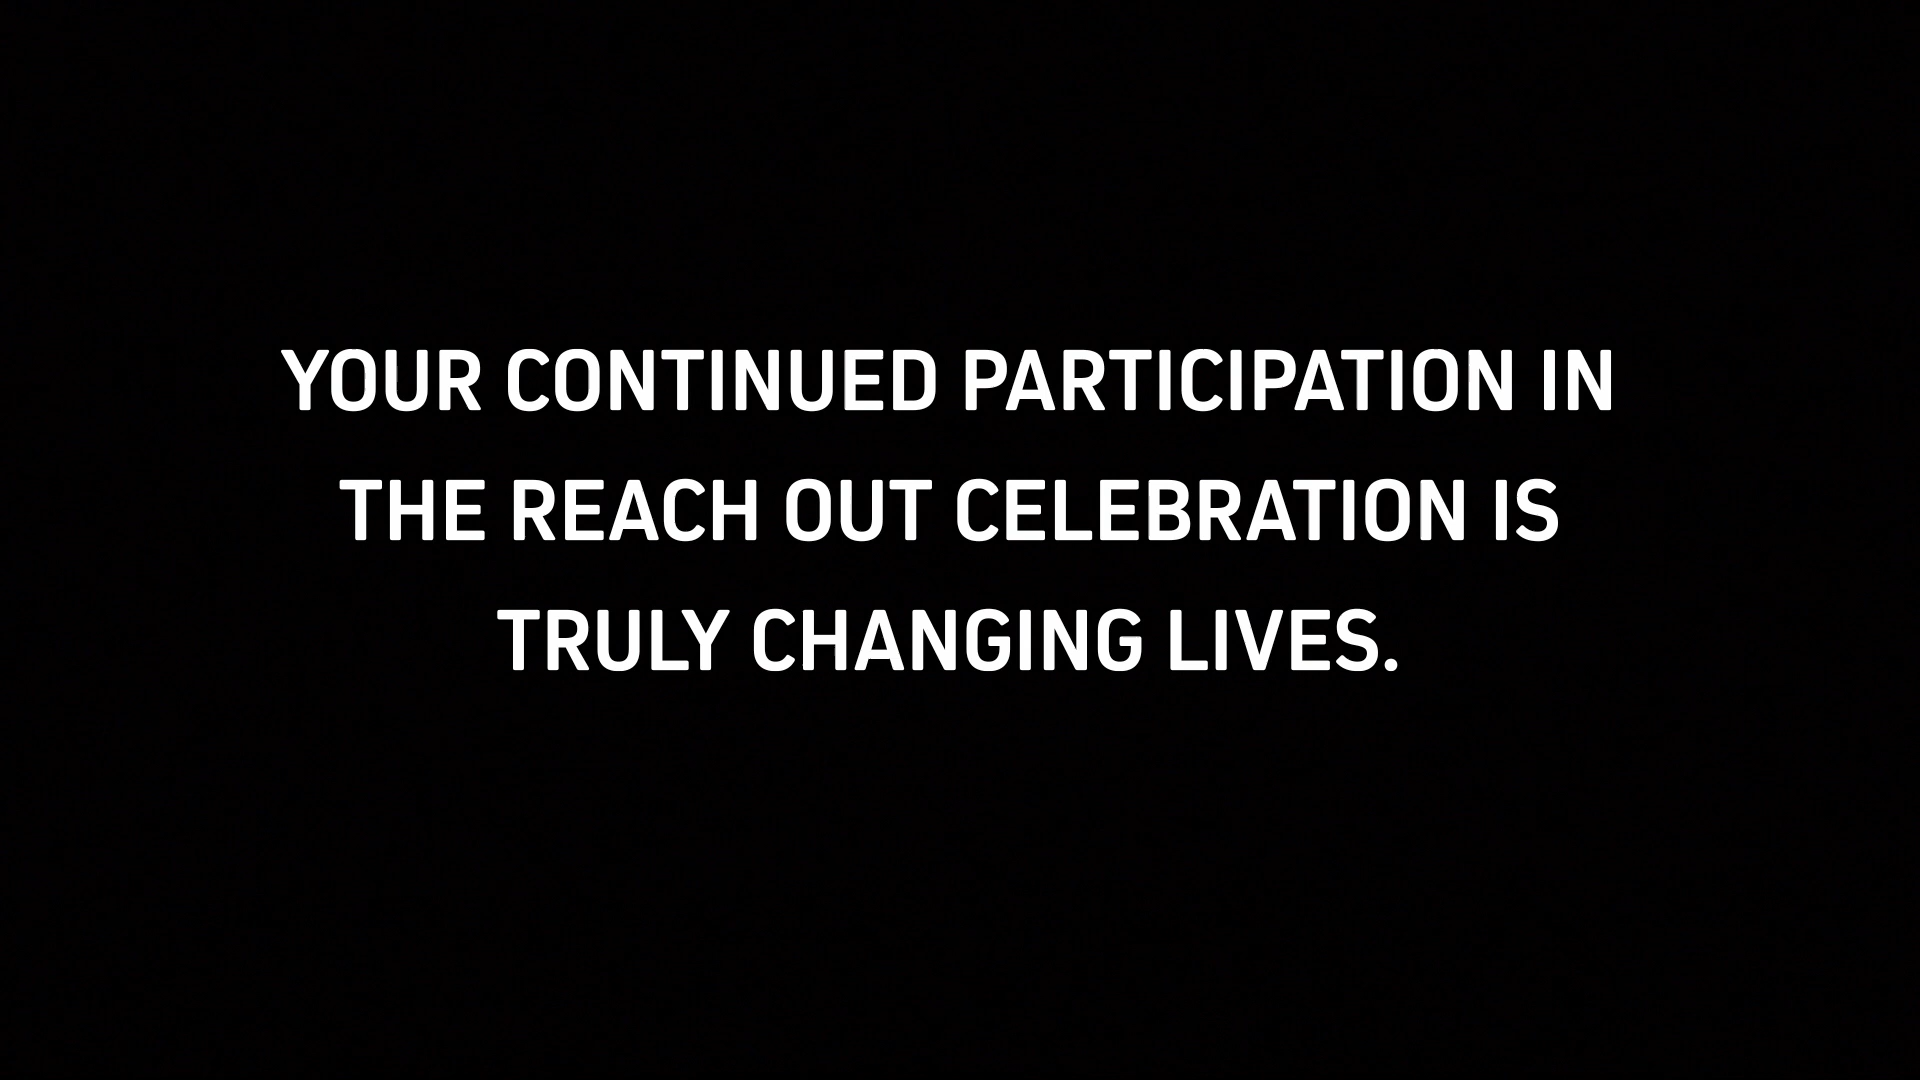 YOUR CONTINUED PARTICIPATION IN
THE REACH OUT CELEBRATION IS
TRULY CHANGING LIVES.